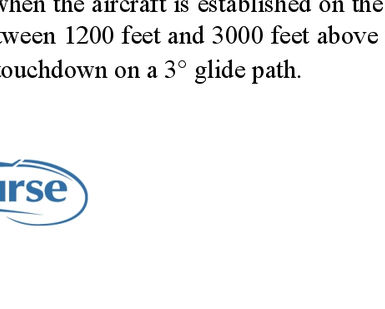 when the aircraft is established on the
tween 1200 feet and 3000 feet above
touchdown on a 3° glide path.
urse